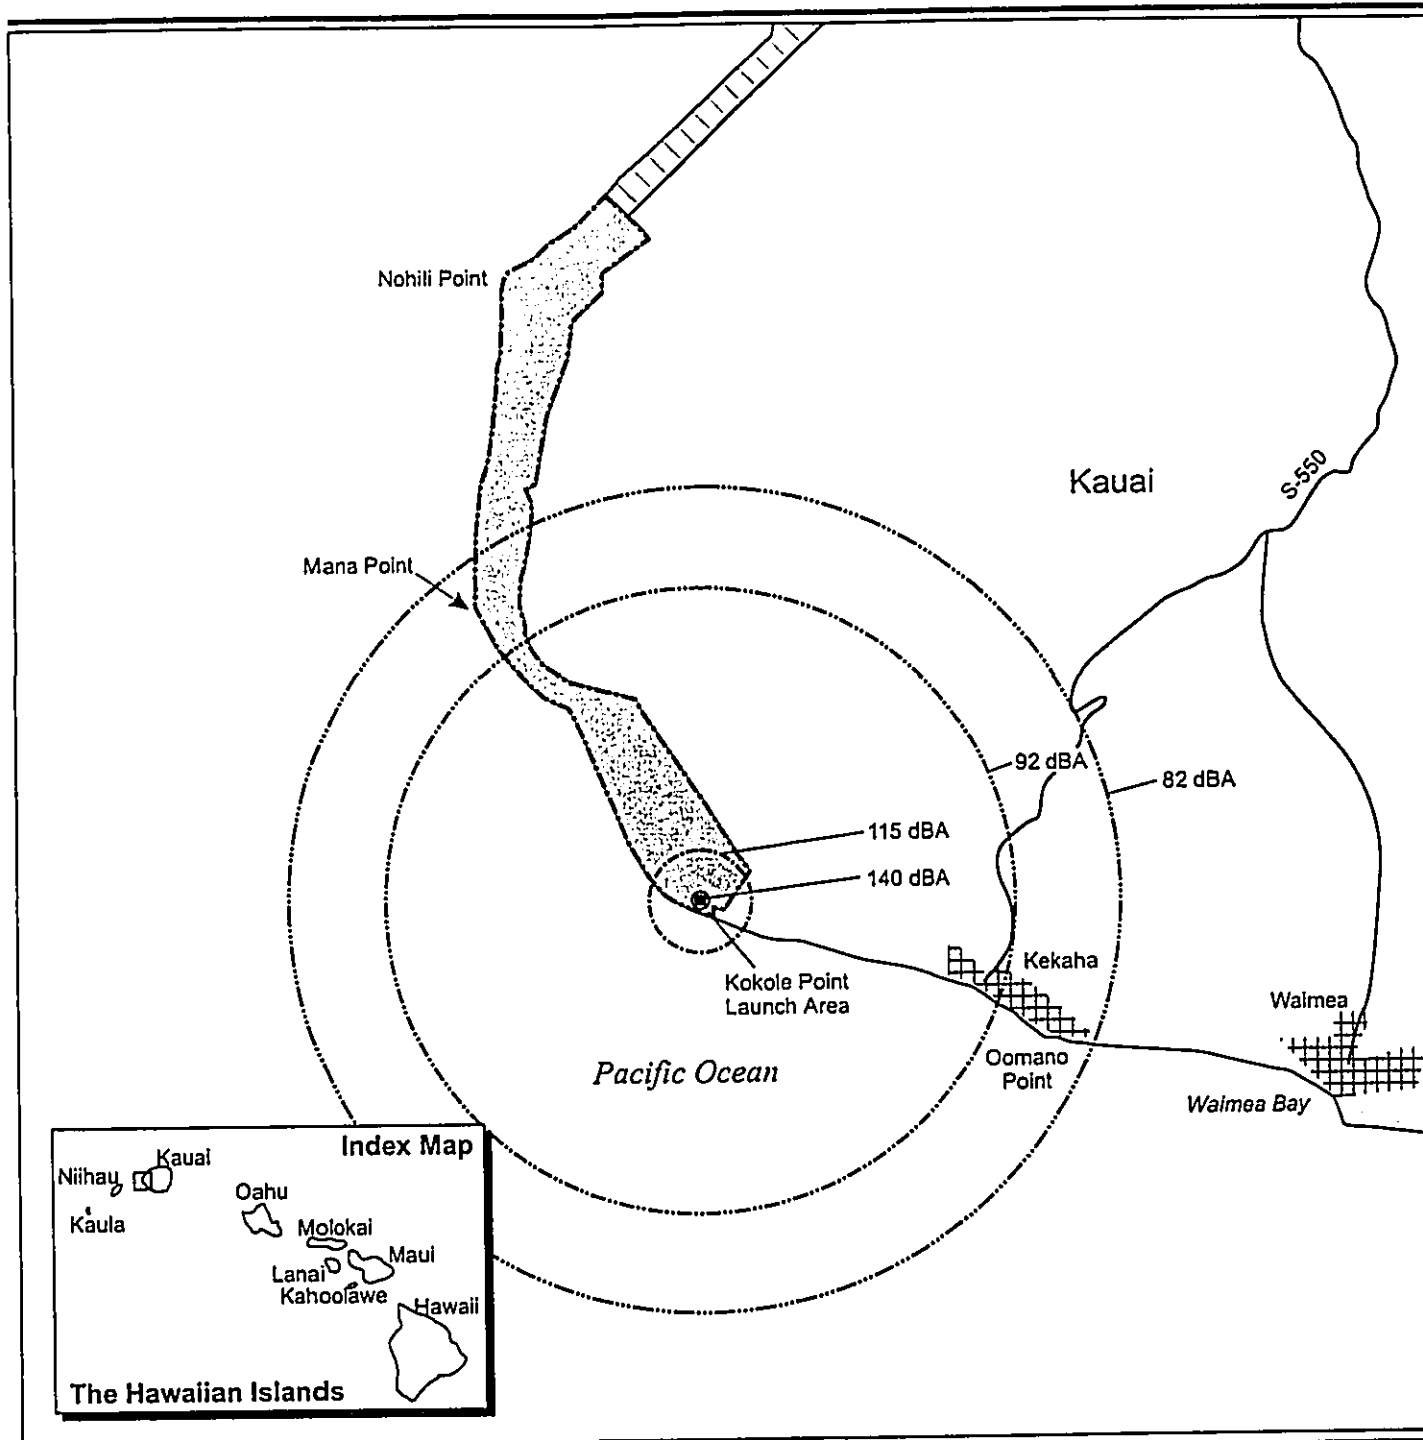 Nohili Point
Kauai
S-550
Mana Point
92 dBA
82 dBA
115 dBA
140 dBA
Kokole Point
Launch Area
Kekaha
Waimea
Oomano
Point
Pacific Ocean
Waimea Bay
Index Map
Kauai
Niihau
Kaula
Oahu
Molokai
Maui
Lanai
Kahoolawe
Hawaii
The Hawaiian Islands